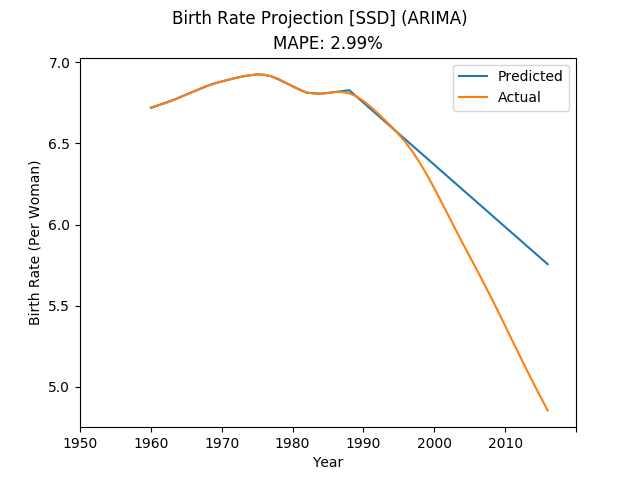 Birth Rate Projection [SSD] (ARIMA)
MAPE: 2.99%
7.0
6.5
6.0
5.5
5.0
Birth Rate (Per Woman)
Predicted
Actual
1950 1960 1970 1980 1990 2000 2010
Year